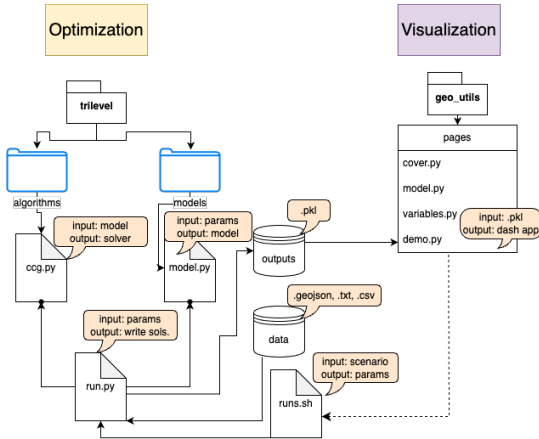 Optimization
Visualization
trilevel
geo_utils
pages
cover.py
model.py
variables.py
demo.py
input: .pkl
output: dash app
algorithms
models
input: model
output: solver
ccg.py
input: params
output: model
model.py
.pkl
outputs
.geojson, .txt, .csv
data
input: params
output: write sols.
run.py
input: scenario
output: params
runs.sh